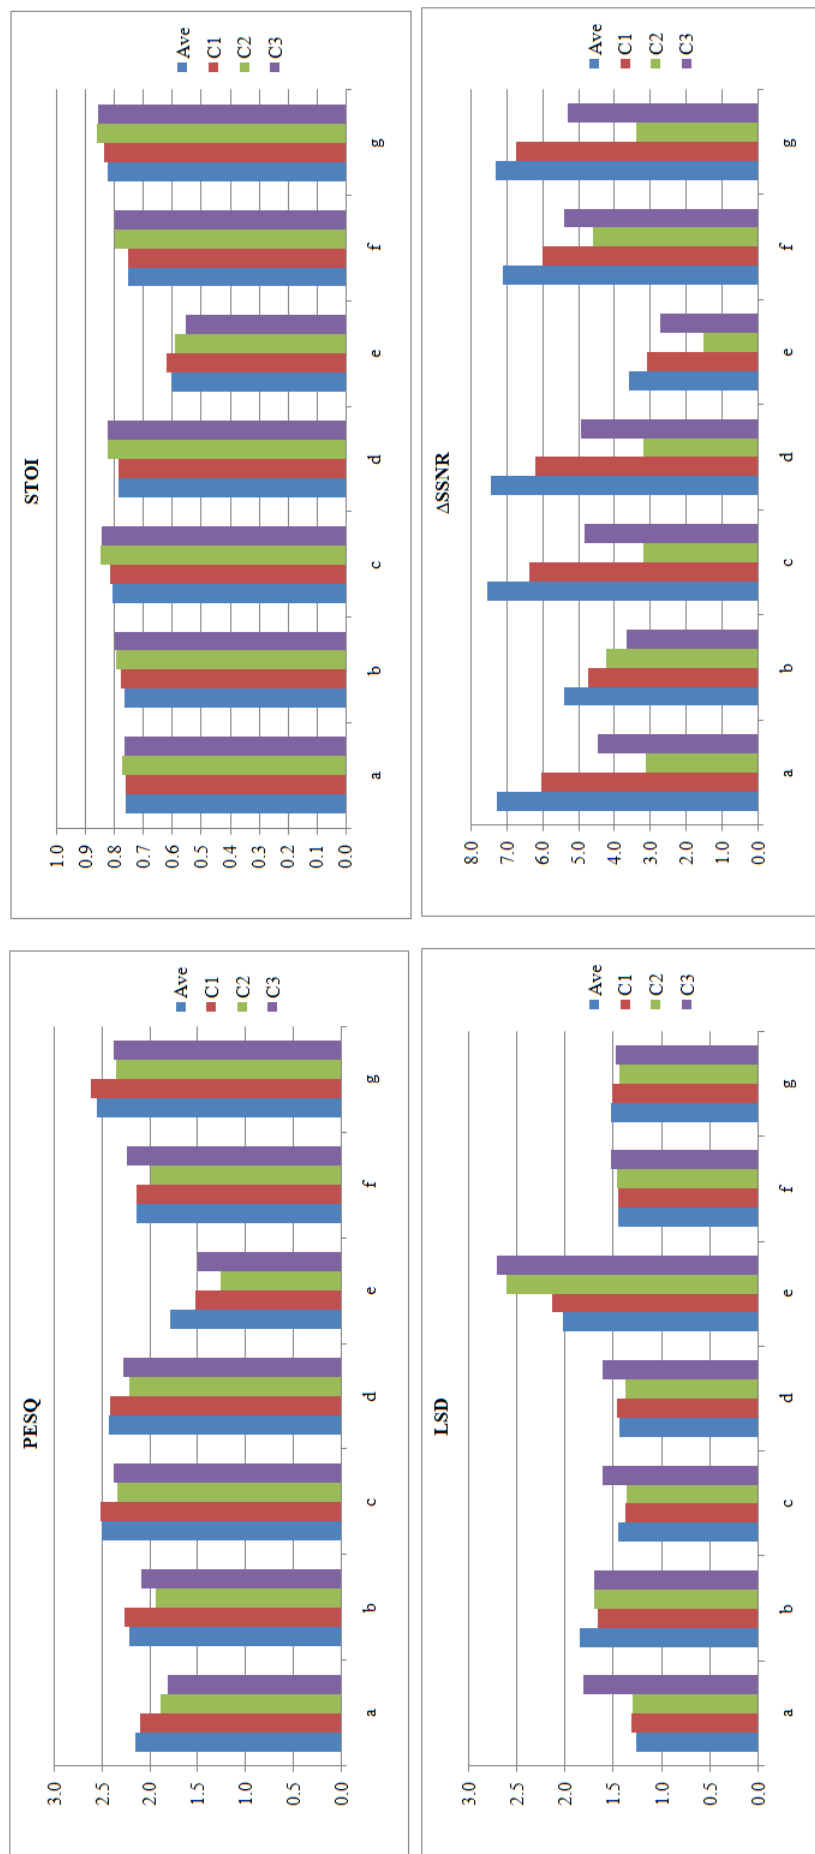 PESQ
3.0
2.5
2.0
1.5
1.0
0.5
0.0
a b c d e f g
Ave
C1
C2
C3
STOI
1.0
0.9
0.8
0.7
0.6
0.5
0.4
0.3
0.2
0.1
0.0
a b c d e f g
Ave
C1
C2
C3
LSD
3.0
2.5
2.0
1.5
1.0
0.5
0.0
a b c d e f g
Ave
C1
C2
C3
ΔSSNR
8.0
7.0
6.0
5.0
4.0
3.0
2.0
1.0
0.0
a b c d e f g
Ave
C1
C2
C3